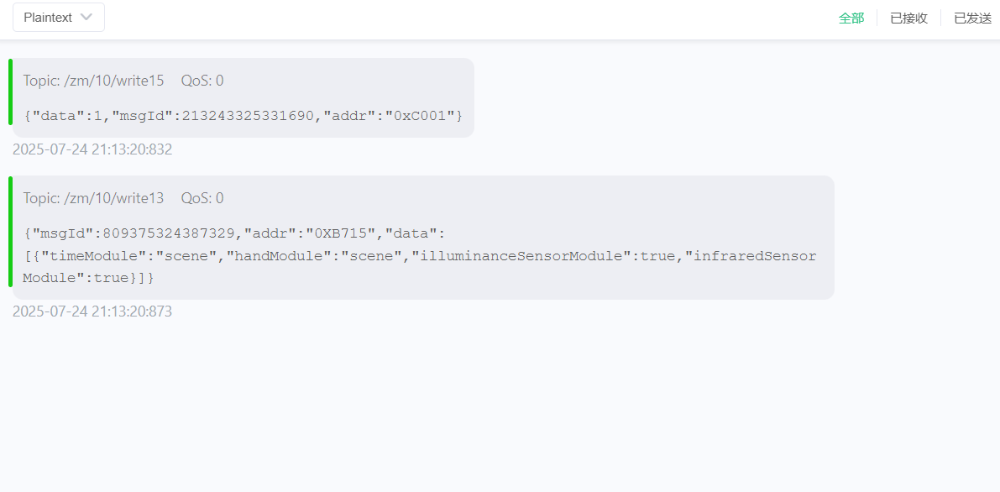 Plaintext
全部
已接收
已发送
Topic: /zm/10/write15 QoS: 0
{"data":1,"msgId":213243325331690,"addr":"0xC001"}
2025-07-24 21:13:20:832
Topic: /zm/10/write13 QoS: 0
{"msgId":809375324387329,"addr":"0XB715","data":
[{"timeModule":"scene","handModule":"scene","illuminanceSensorModule":true,"infraredSensor
Module":true}]}
2025-07-24 21:13:20:873